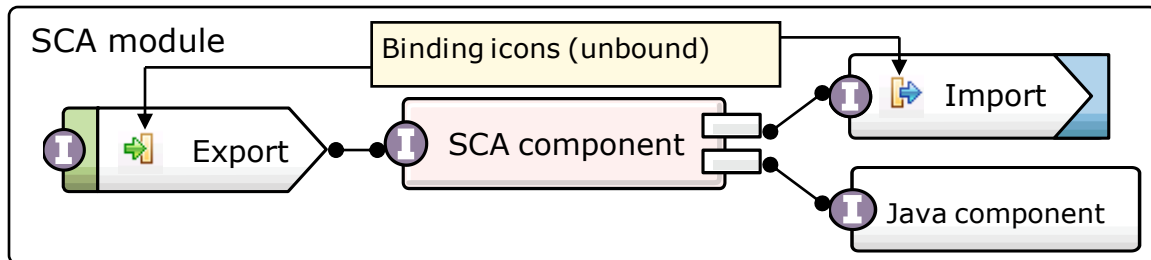 SCA module
Binding icons (unbound)
I Export
I SCA component
I Import
I Java component